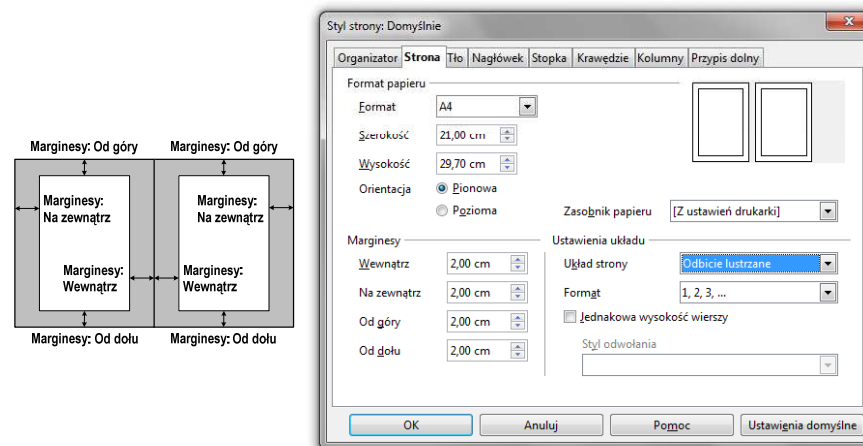 Marginesy: Od góry Marginesy: Od góry
Marginesy: Na zewnątrz
Marginesy: Na zewnątrz
Marginesy: Wewnątrz
Marginesy: Wewnątrz
Marginesy: Od dołu Marginesy: Od dołu
Styl strony: Domyślnie
Organizator Strona Tło Nagłówek Stopka Krawędzie Kolumny Przypis dolny
Format papieru
Format A4
Szerokość 21,00 cm
Wysokość 29,70 cm
Orientacja Pionowa
Pozioma
Zasobnik papieru [Z ustawień drukarki]
Marginesy
Wewnątrz 2,00 cm
Na zewnątrz 2,00 cm
Od góry 2,00 cm
Od dołu 2,00 cm
Ustawienia układu
Układ strony Odbicie lustrzane
Format 1, 2, 3, ...
Jednakowa wysokość wierszy
Styl odwołania
OK Anuluj Pomoc Ustawienia domyślne